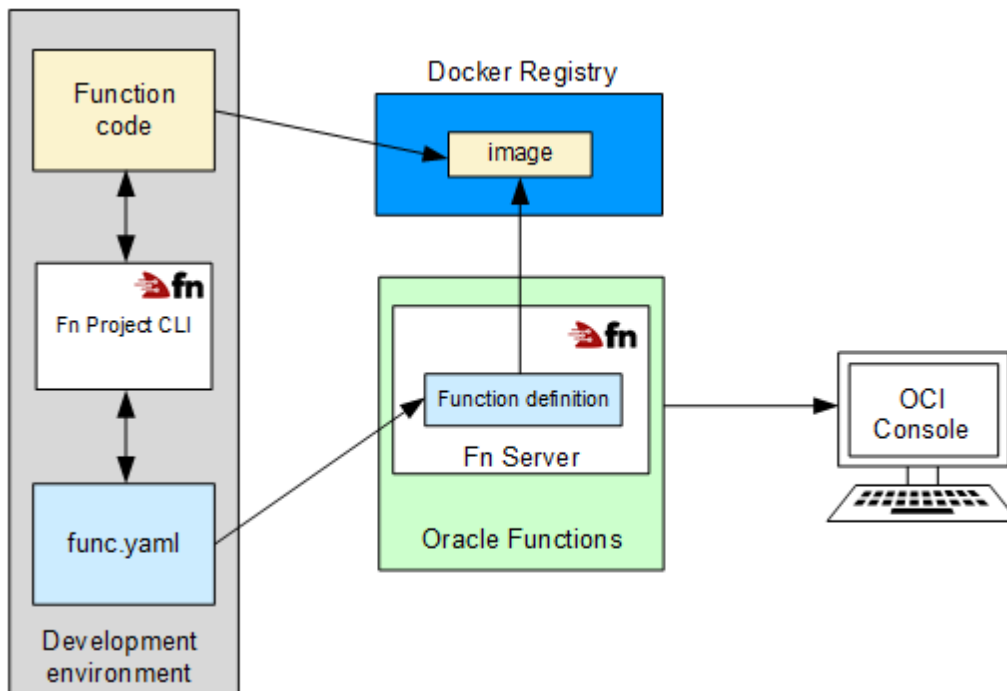 Function
code
fn
Fn Project CLI
func.yaml
Development
environment
Docker Registry
image
fn
Function definition
Fn Server
Oracle Functions
OCI
Console